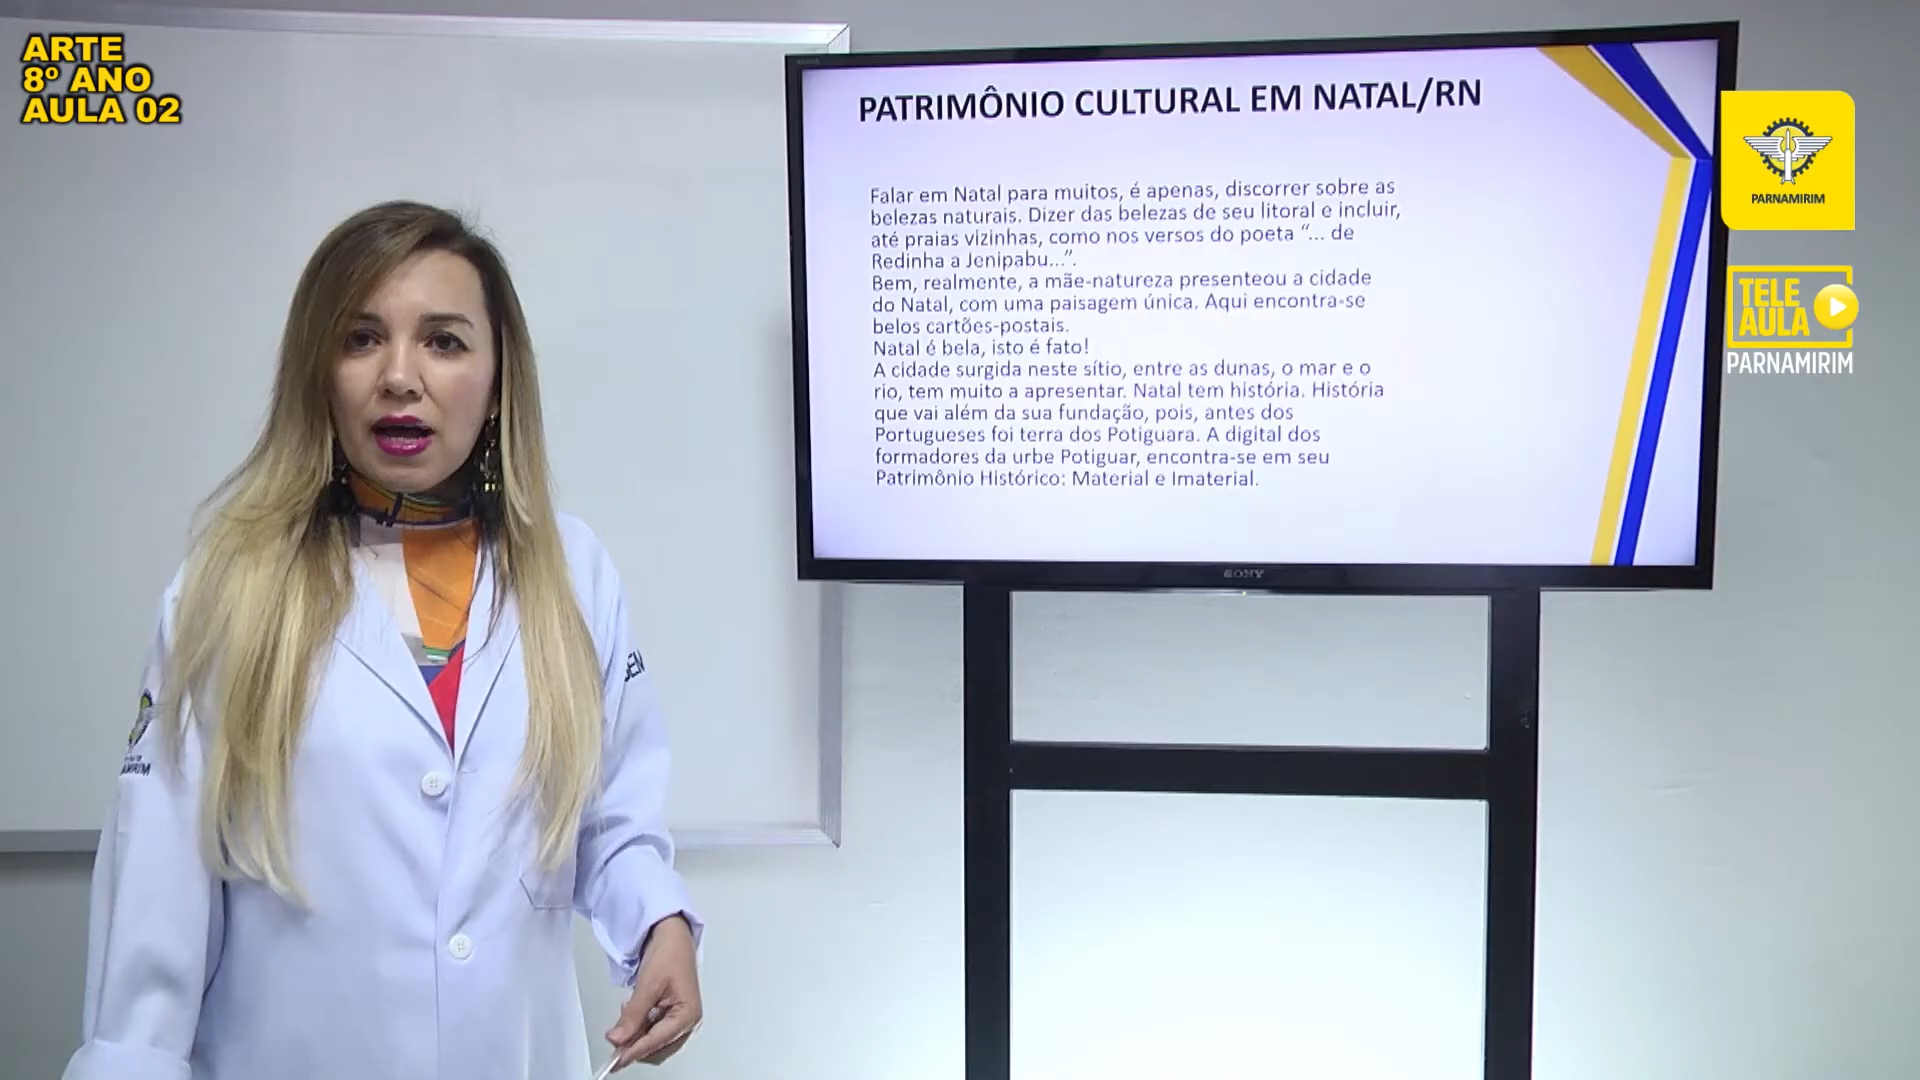 ARTE
8º ANO
AULA 02
PATRIMÔNIO CULTURAL EM NATAL/RN
Falar em Natal para muitos, é apenas, discorrer sobre as
belezas naturais. Dizer das belezas de seu litoral e incluir,
até praias vizinhas, como nos versos do poeta “... de
Redinha a Jenipabu...”.
Bem, realmente, a mãe-natureza presenteou a cidade
do Natal, com uma paisagem única. Aqui encontra-se
belos cartões-postais.
Natal é bela, isto é fato!
A cidade surgida neste sítio, entre as dunas, o mar e o
rio, tem muito a apresentar. Natal tem história. História
que vai além da sua fundação, pois, antes dos
Portugueses foi terra dos Potiguara. A digital dos
formadores da urbe Potiguar, encontra-se em seu
Patrimônio Histórico: Material e Imaterial.
SONY
PARNAMIRIM
TELE
AULA
PARNAMIRIM